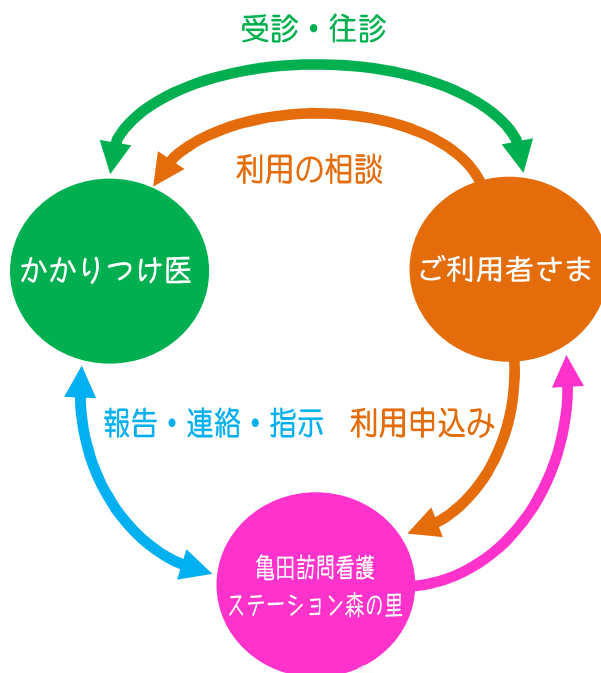 受診・往診
利用の相談
かかりつけ医
ご利用者さま
報告・連絡・指示
利用申込み
亀田訪問看護
ステーション森の里